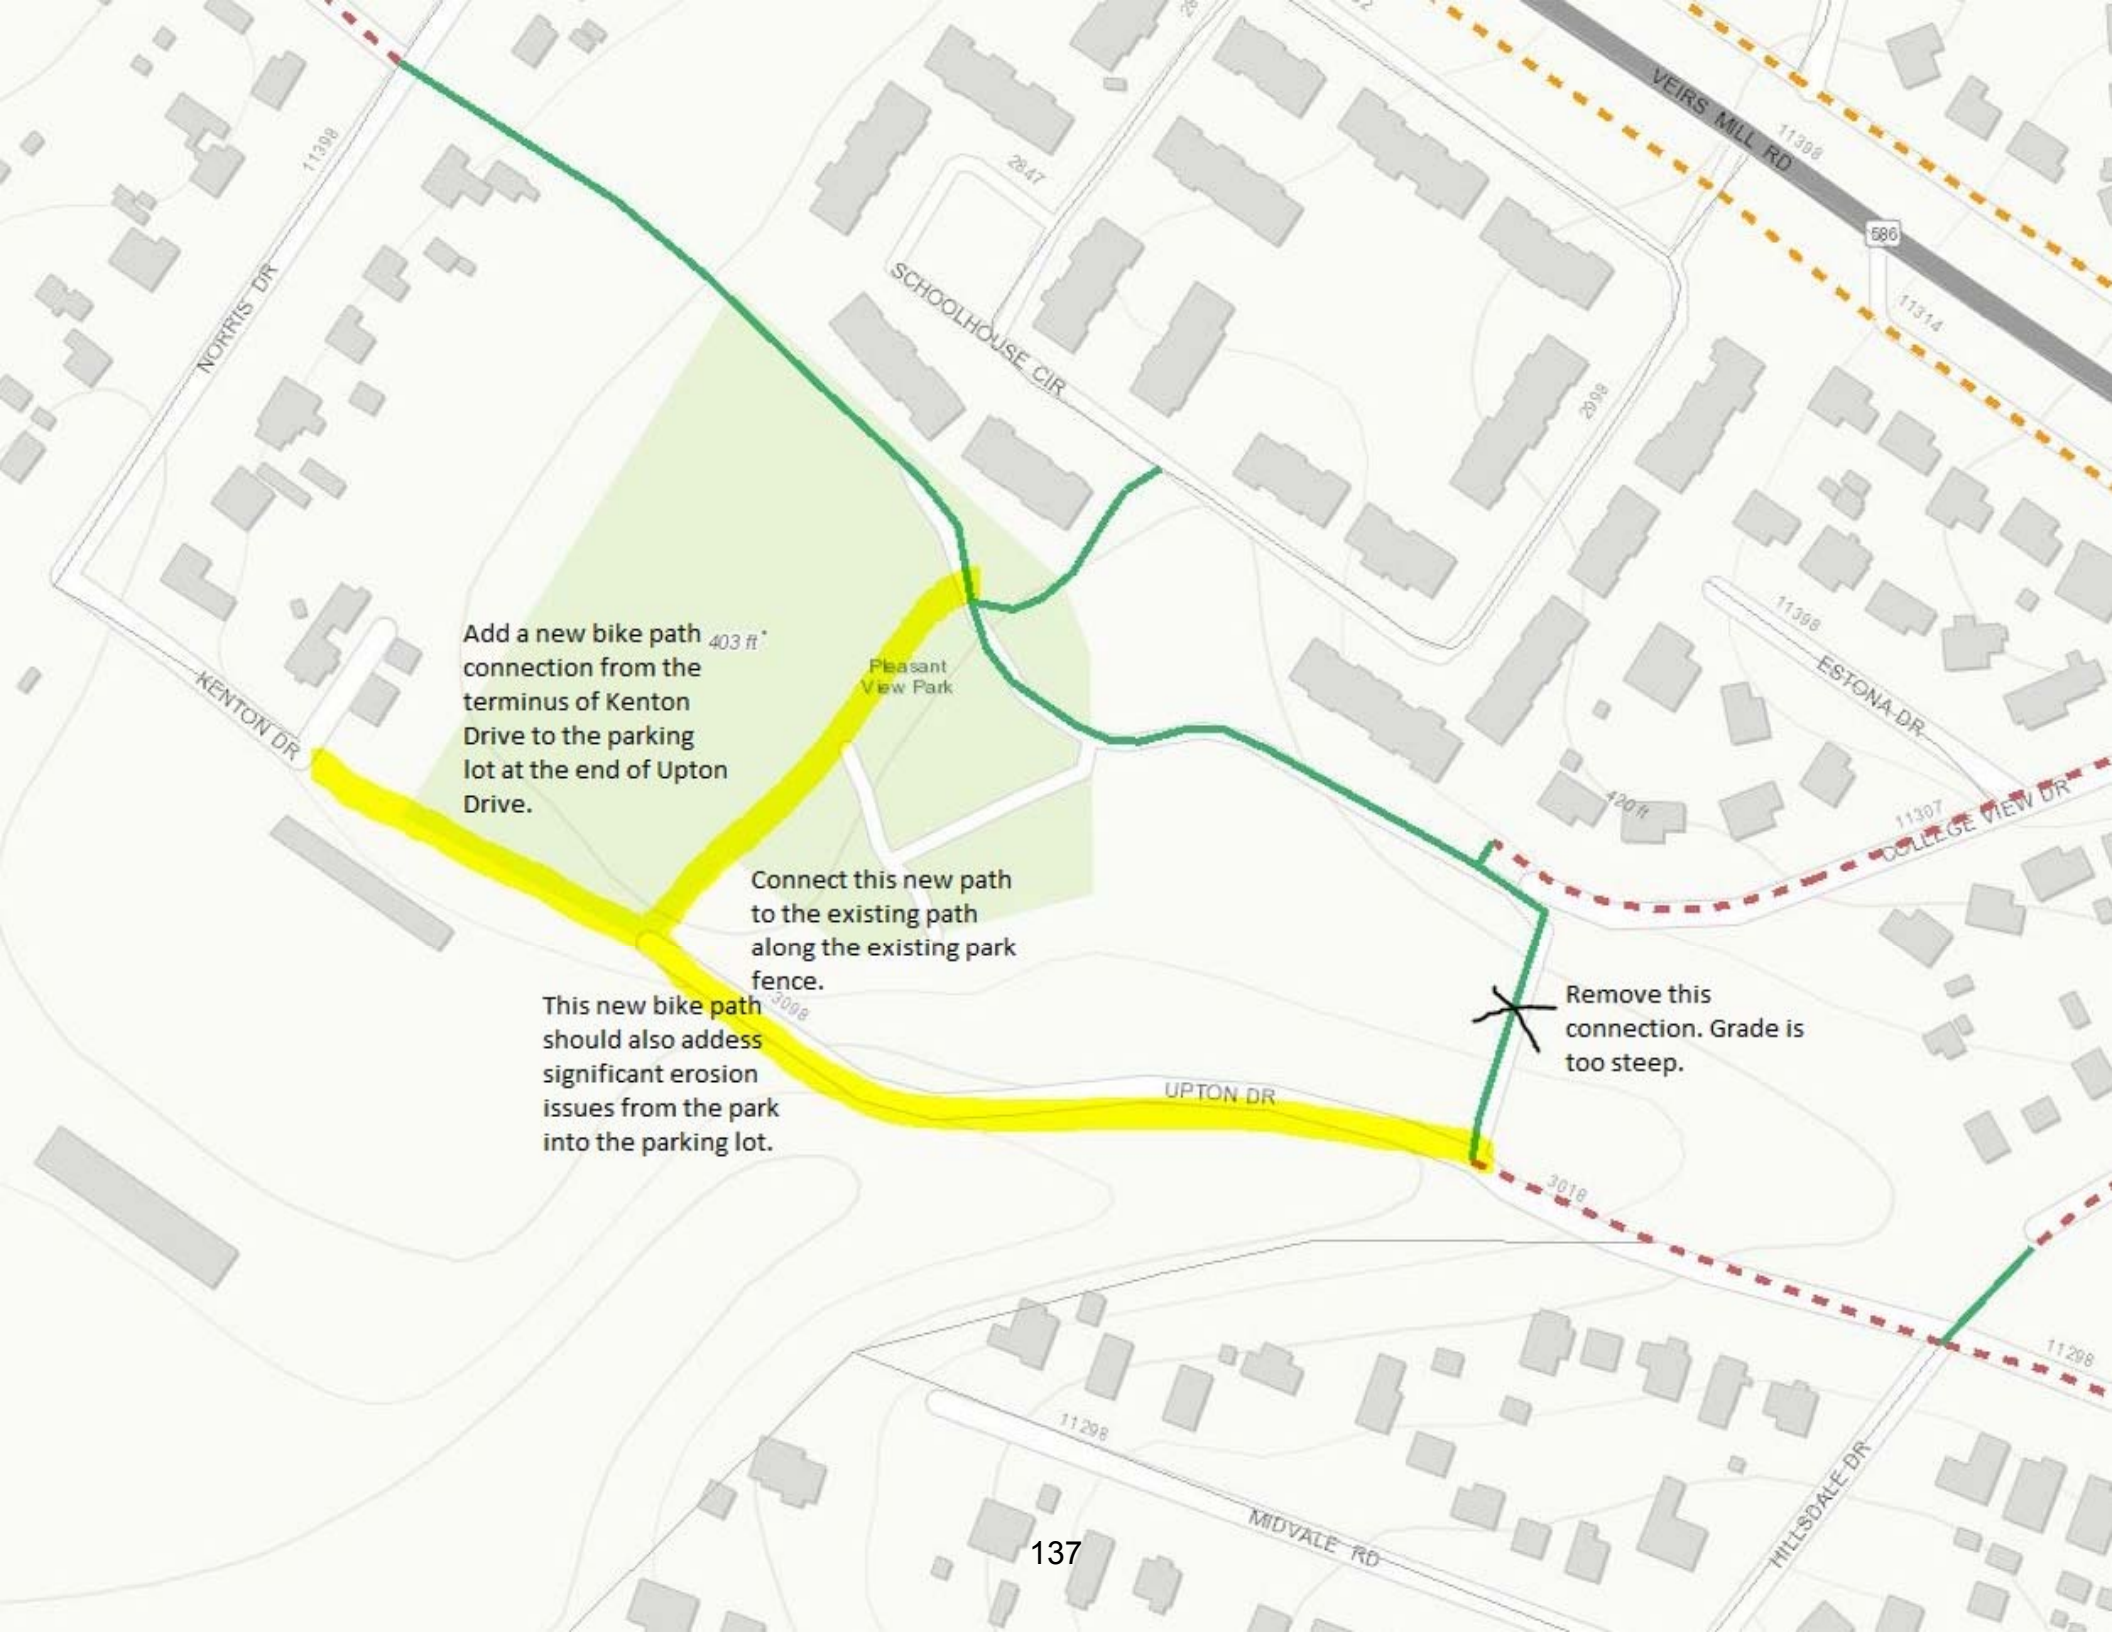 VEIRS MILL RD
11398
586
11314
11398
2847
SCHOOLHOUSE CIR
2998
NORRIS DR
KENTON DR
Add a new bike path
connection from the
terminus of Kenton
Drive to the parking
lot at the end of Upton
Drive.
403 ft
Pleasant
View Park
11398
ESTONA DR
420 ft
11307
COLLEGE VIEW DR
Connect this new path
to the existing path
along the existing park
fence.
3098
This new bike path
should also addess
significant erosion
issues from the park
into the parking lot.
Remove this
connection. Grade is
too steep.
UPTON DR
3018
11298
11298
MIDVALE RD
HILLSDALE DR
137